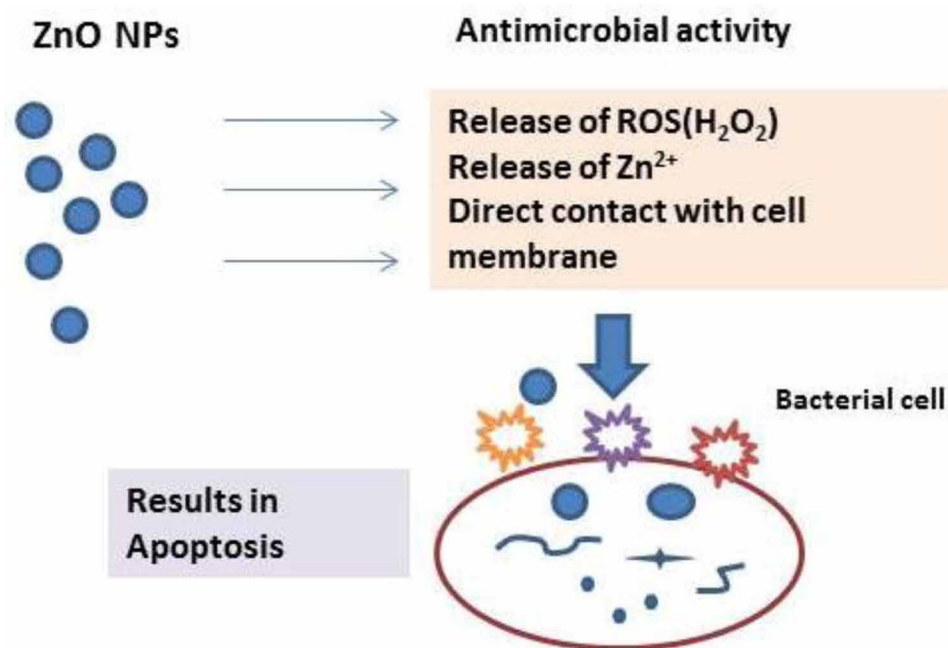 ZnO NPs
Antimicrobial activity
Release of ROS(H₂O₂)
Release of Zn²⁺
Direct contact with cell
membrane
Bacterial cell
Results in
Apoptosis